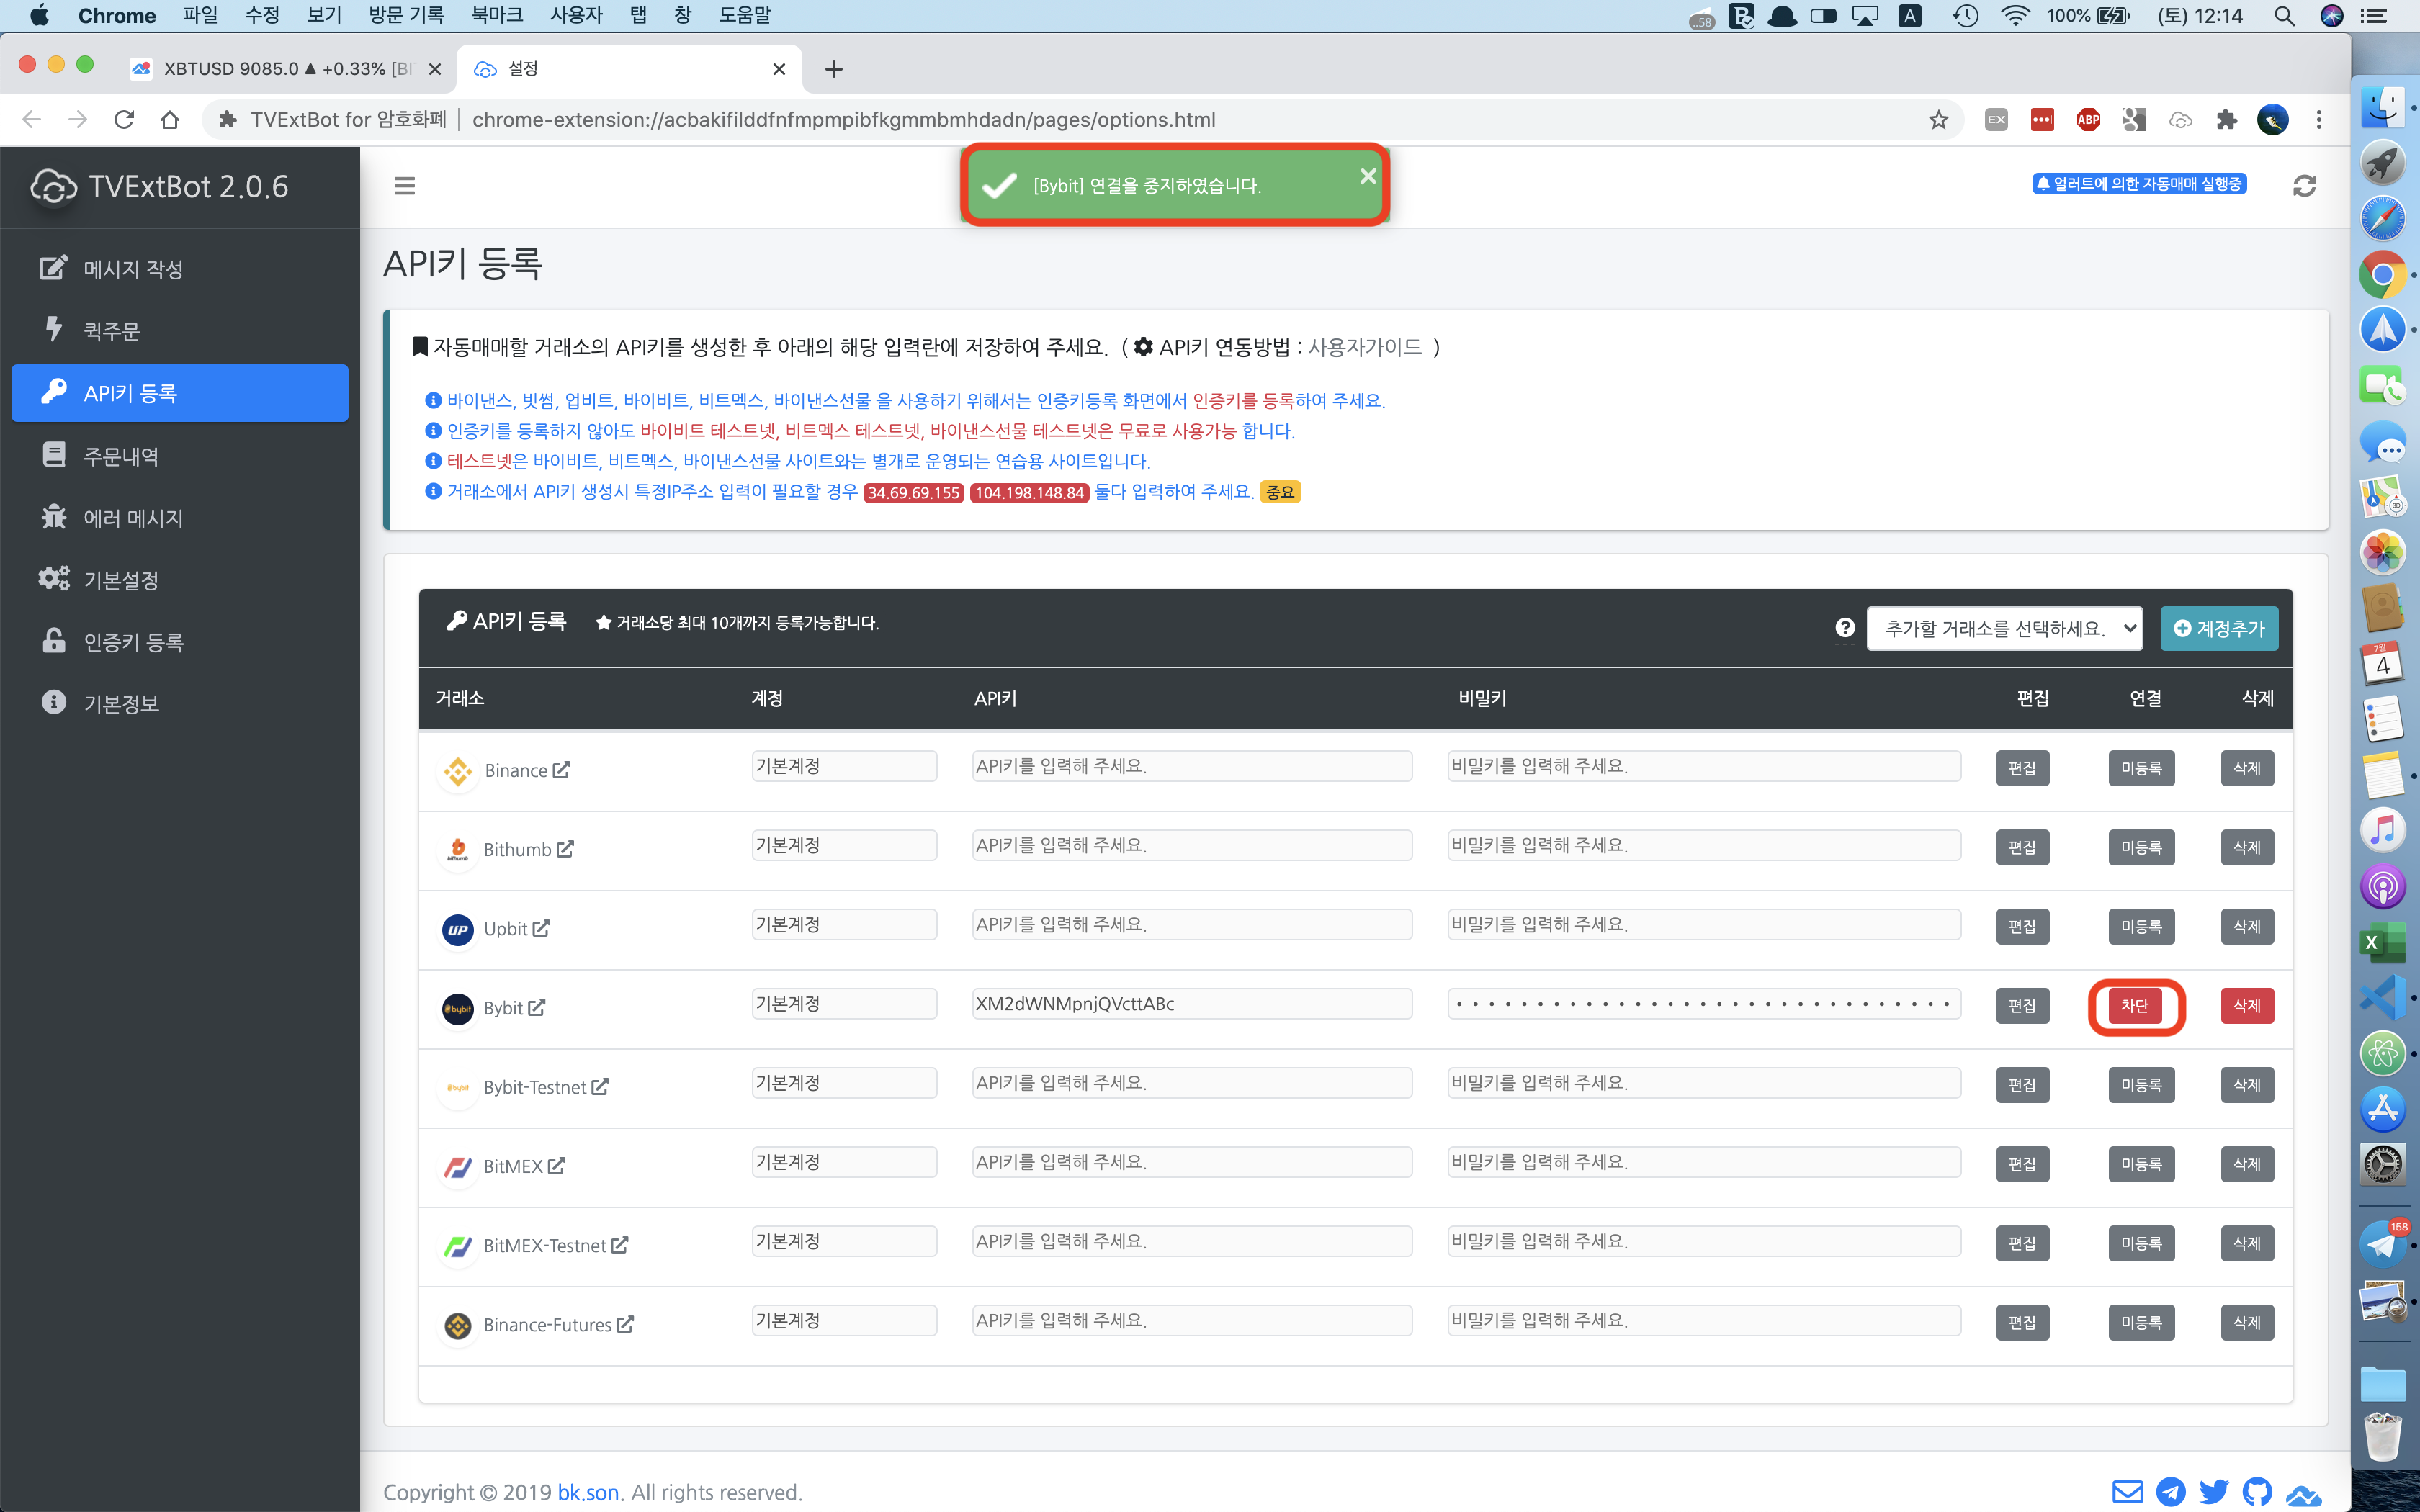 Chrome 파일 수정 보기 방문 기록 북마크 사용자 탭 창 도움말 .58 A 100% (토) 12:14
XBTUSD 9085.0 ▲ +0.33% [BI 설정
TVExtBot for 암호화폐 | chrome-extension://acbakifilddfnfmpmpibfkgmmbmhdadn/pages/options.html EX ABP
TVExtBot 2.0.6
[Bybit] 연결을 중지하였습니다. ×
얼러트에 의한 자동매매 실행중
메시지 작성
퀵주문
API키 등록
주문내역
에러 메시지
기본설정
인증키 등록
기본정보
API키 등록
자동매매할 거래소의 API키를 생성한 후 아래의 해당 입력란에 저장하여 주세요. ( API키 연동방법 : 사용자가이드 )
바이낸스, 빗썸, 업비트, 바이비트, 비트멕스, 바이낸스선물 을 사용하기 위해서는 인증키등록 화면에서 인증키를 등록하여 주세요.
인증키를 등록하지 않아도 바이비트 테스트넷, 비트멕스 테스트넷, 바이낸스선물 테스트넷은 무료로 사용가능 합니다.
테스트넷은 바이비트, 비트멕스, 바이낸스선물 사이트와는 별개로 운영되는 연습용 사이트입니다.
거래소에서 API키 생성시 특정IP주소 입력이 필요할 경우 34.69.69.155 104.198.148.84 둘다 입력하여 주세요. 중요
API키 등록 ★ 거래소당 최대 10개까지 등록가능합니다. 추가할 거래소를 선택하세요. 계정추가
거래소 계정 API키 비밀키 편집 연결 삭제
Binance 기본계정 API키를 입력해 주세요. 비밀키를 입력해 주세요. 편집 미등록 삭제
bithumb Bithumb 기본계정 API키를 입력해 주세요. 비밀키를 입력해 주세요. 편집 미등록 삭제
UP Upbit 기본계정 API키를 입력해 주세요. 비밀키를 입력해 주세요. 편집 미등록 삭제
bybit Bybit 기본계정 XM2dWNMpnjQVcttABc 편집 차단 삭제
bybit Bybit-Testnet 기본계정 API키를 입력해 주세요. 비밀키를 입력해 주세요. 편집 미등록 삭제
BitMEX 기본계정 API키를 입력해 주세요. 비밀키를 입력해 주세요. 편집 미등록 삭제
BitMEX-Testnet 기본계정 API키를 입력해 주세요. 비밀키를 입력해 주세요. 편집 미등록 삭제
Binance-Futures 기본계정 API키를 입력해 주세요. 비밀키를 입력해 주세요. 편집 미등록 삭제
Copyright © 2019 bk.son. All rights reserved.
7월
4
158